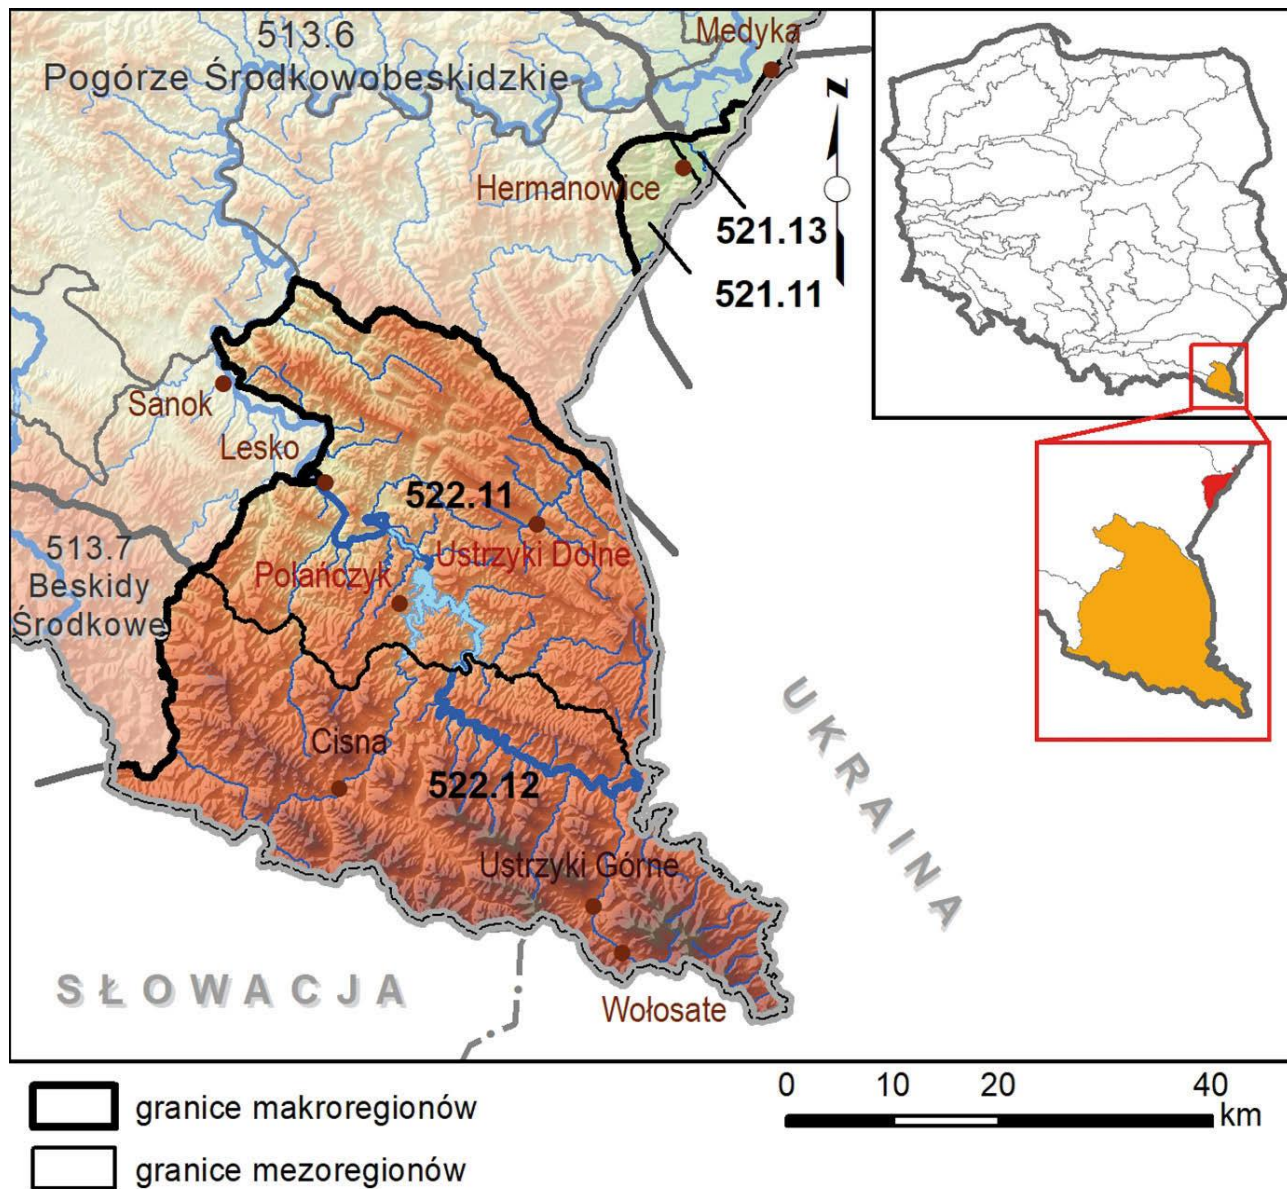 513.6
Pogórze Środkowobeskidzkie
Medyka
N
Hermanowice
521.13
521.11
Sanok
Lesko
522.11
Ustrzyki Dolne
Polańczyk
513.7
Beskidy
Środkowe
Cisna
522.12
Ustrzyki Górne
Wołosate
UKRAINA
SŁOWACJA
granice makroregionów
granice mezoregionów
0 10 20 40
km